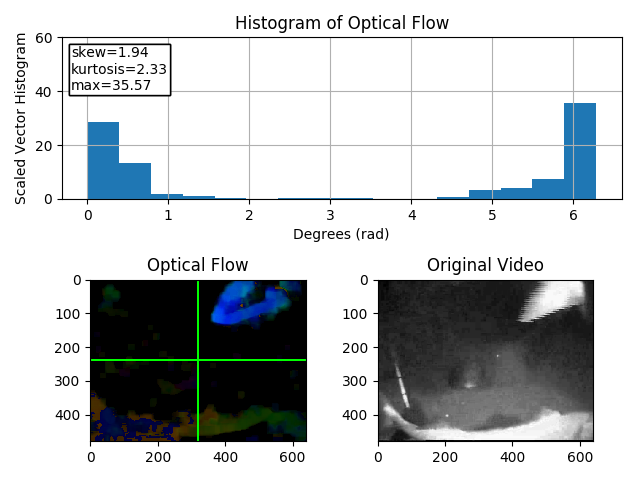 Histogram of Optical Flow
Scaled Vector Histogram
60
40
20
0
skew=1.94
kurtosis=2.33
max=35.57
0 1 2 3 4 5 6
Degrees (rad)
Optical Flow
0
100
200
300
400
0 200 400 600
Original Video
0
100
200
300
400
0 200 400 600